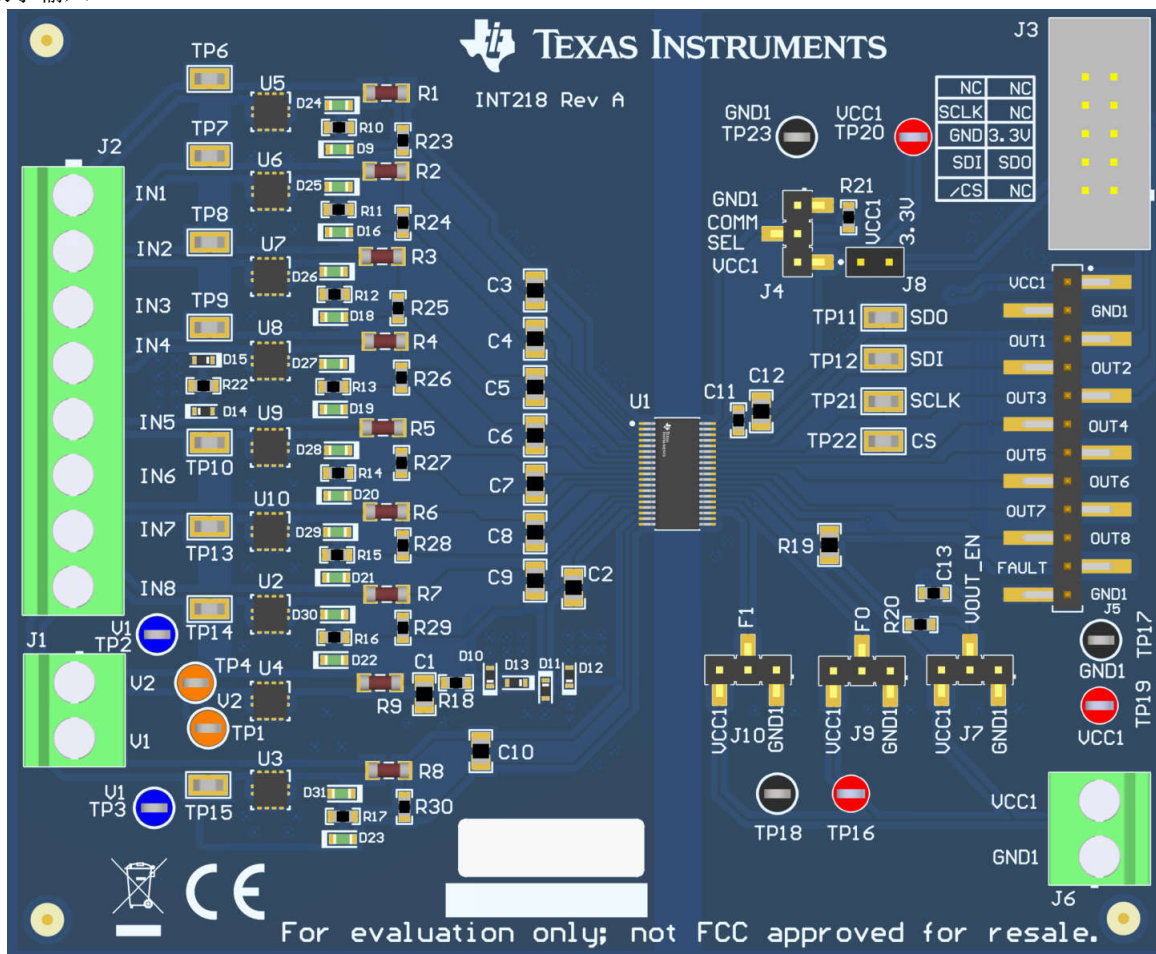 TEXAS INSTRUMENTS
INT218 Rev A
J3
NC NC
SCLK NC
GND 3.3V
SDI SDO
/CS NC
GND1
TP23
VCC1
TP20
TP6
U5
D24
R1
R10
D9
R23
TP7
J2
U6
R2
IN1
D25
R11
R24
D16
TP8
IN2
U7
R3
D26
R12
R25
D18
IN3
TP9
U8
R4
IN4
D15
D27
R22
R13
R26
D14
D19
IN5
U9
R5
TP10
D28
R14
R27
D20
IN6
U10
R6
IN7
TP13
D29
R15
R28
D21
IN8
U2
R7
TP14
D30
R16
R29
D22
V1
TP2
J1
V2
V1
TP4
V2
TP1
U4
R9
C1
R18
D10
D13
D11
D12
U3
R8
V1
TP3
TP15
D31
R17
R30
D23
C3
C4
C5
C6
C7
C8
C9
C2
C10
U1
C11
C12
GND1
COMM
SEL
VCC1
J4
R21
VCC1
3.3V
J8
TP11 SDO
TP12 SDI
TP21 SCLK
TP22 CS
VCC1
GND1
OUT1
OUT2
OUT3
OUT4
OUT5
OUT6
OUT7
OUT8
FAULT
GND1
J5
R19
C13
R20
F1
F0
VOUT_EN
VCC1
J10
GND1
VCC1
J9
GND1
VCC1
J7
GND1
TP17
GND1
TP19
VCC1
TP18
TP16
VCC1
GND1
J6
CE
For evaluation only; not FCC approved for resale.